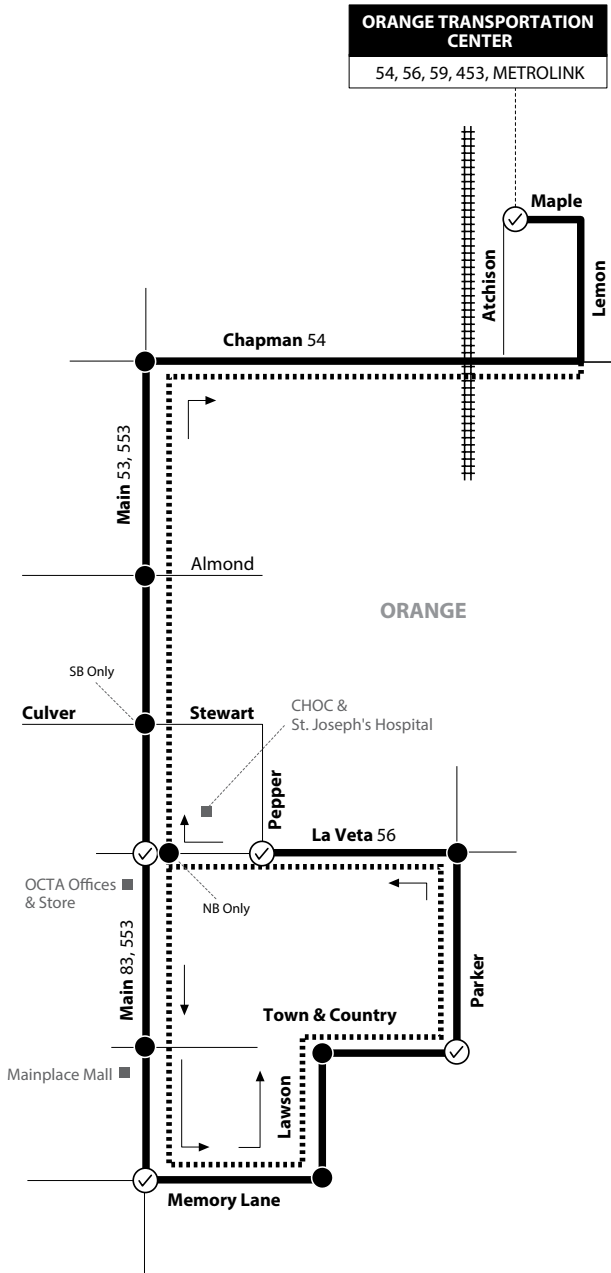 ORANGE TRANSPORTATION
CENTER
54, 56, 59, 453, METROLINK
Maple
Atchison
Lemon
Chapman 54
Main 53, 553
Almond
ORANGE
SB Only
Culver
Stewart
CHOC &
St. Joseph's Hospital
Pepper
La Veta 56
OCTA Offices
& Store
NB Only
Main 83, 553
Parker
Town & Country
Mainplace Mall
Lawson
Memory Lane